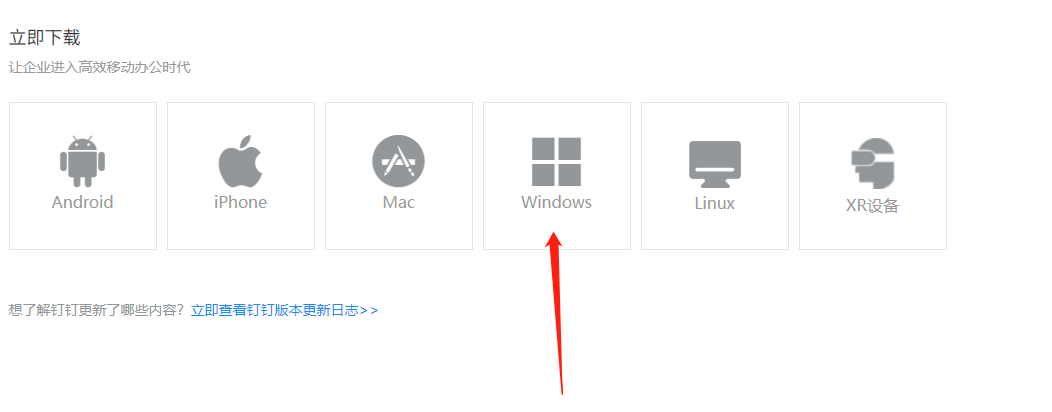 立即下载
让企业进入高效移动办公时代
Android
iPhone
Mac
Windows
Linux
XR设备
想了解钉钉更新了哪些内容? 立即查看钉钉版本更新日志>>